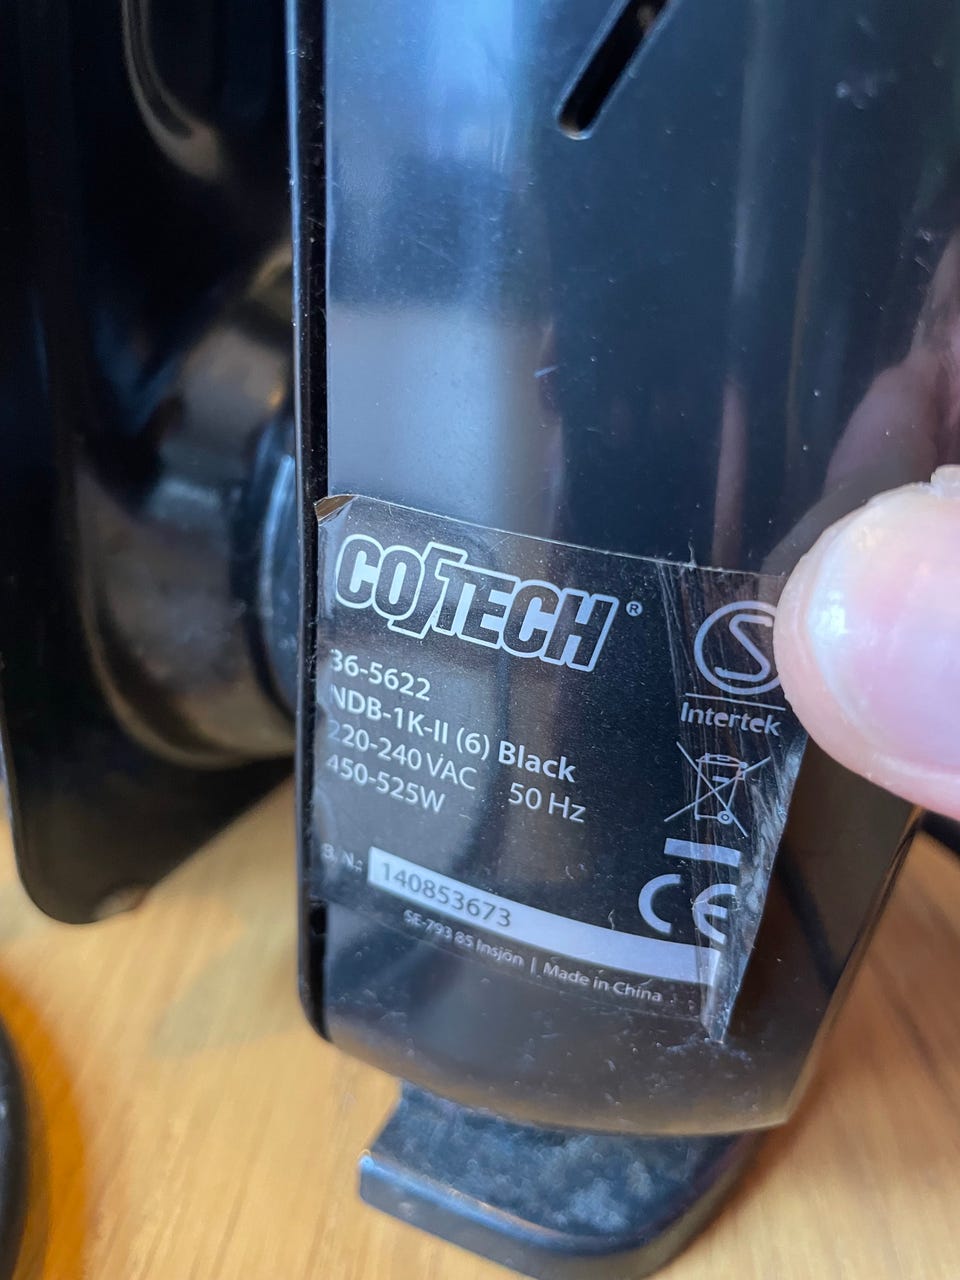 COTECH®
36-5622
NDB-1K-II (6) Black
220-240 VAC 50 Hz
450-525W
S
Intertek
B. N.: 140853673
CE
SE-793 85 Insjön | Made in China